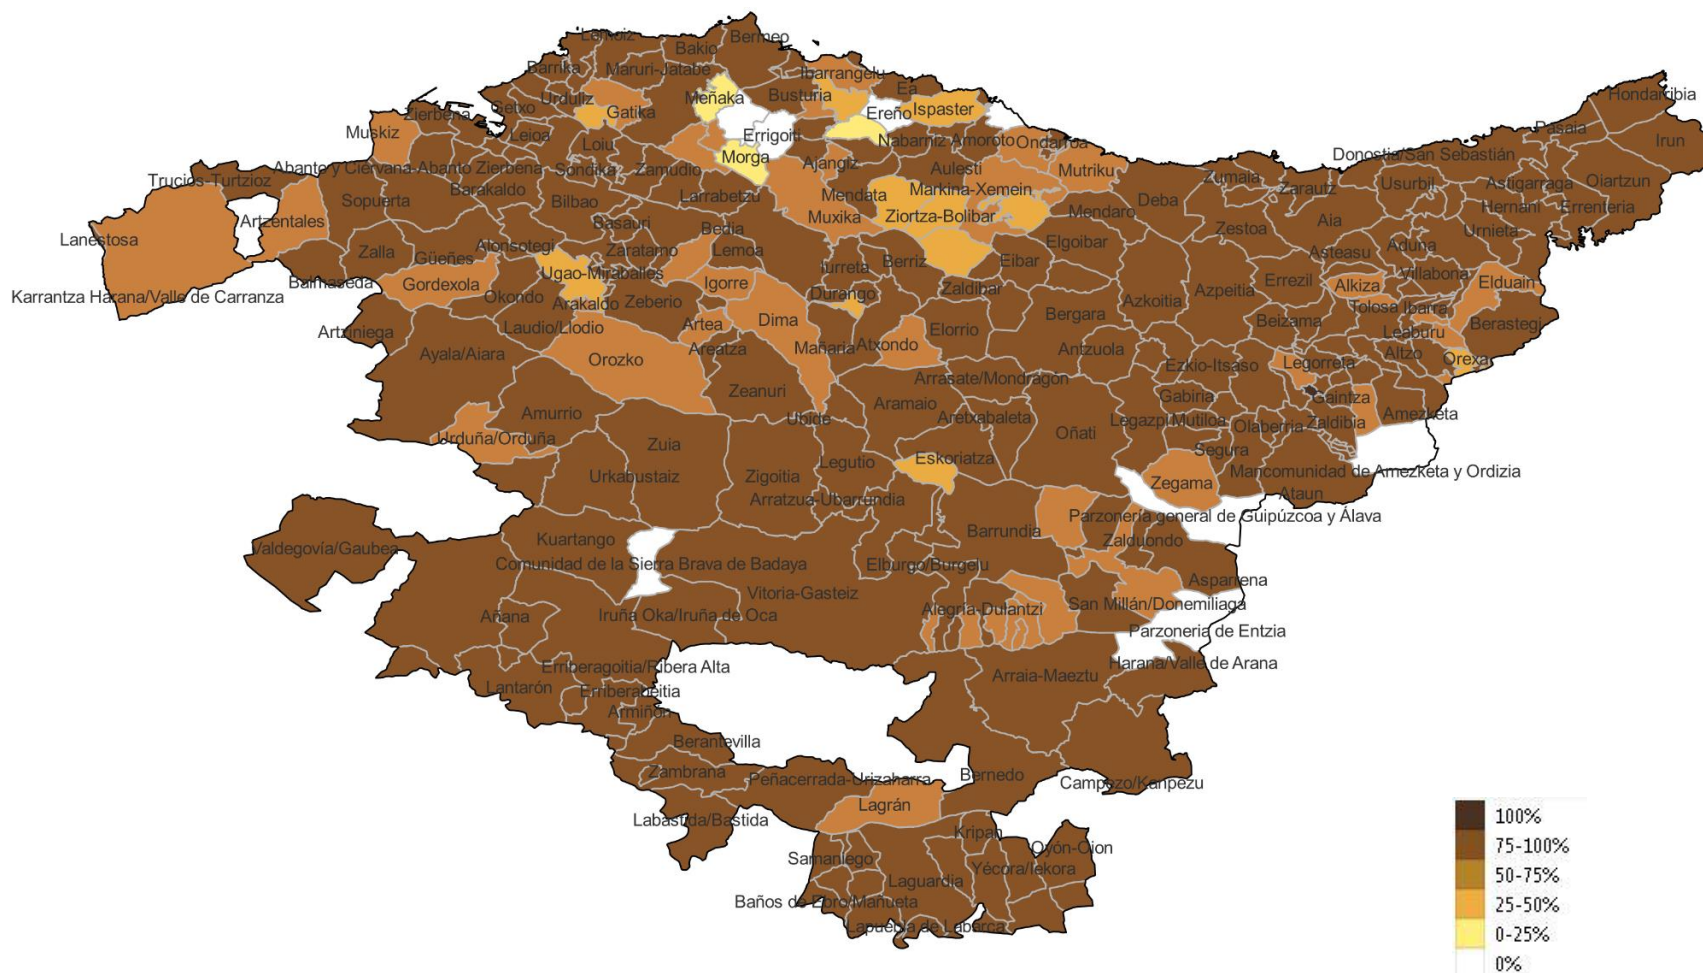 Lemoiz
Bermeo
Bakio
Barrika
Maruri-Jatabe
Ibarrangelu
Ea
Hondarribia
Urduliz
Meñaka
Busturia
Getxo
Gatika
Ereño
Ispaster
Zierbena
Muskiz
Leioa
Errigoiti
Pasaia
Loiu
Nabarniz
Amoroto
Ondarroa
Irun
Morga
Donostia/San Sebastián
Abanto y Ciérvana-Abanto Zierbena
Sondika
Zamudio
Ajangiz
Aulesti
Mutriku
Zumaia
Zarautz
Usurbil
Astigarraga
Oiartzun
Trucios-Turtzioz
Barakaldo
Larrabetzu
Mendata
Markina-Xemein
Deba
Hernani
Errenteria
Sopuerta
Bilbao
Artzentales
Basauri
Muxika
Ziortza-Bolibar
Mendaro
Zestoa
Aia
Urnieta
Lanestosa
Bedia
Elgoibar
Aduna
Zalla
Alonsotegi
Zaratamo
Lemoa
Berriz
Eibar
Asteasu
Güeñes
Iurreta
Villabona
Ugao-Miraballes
Errezil
Balmaseda
Gordexola
Igorre
Durango
Zaldibar
Azpeitia
Alkiza
Elduain
Karrantza Harana/Valle de Carranza
Okondo
Arakaldo
Zeberio
Azkoitia
Tolosa
Ibarra
Artziniega
Laudio/Llodio
Artea
Dima
Elorrio
Bergara
Beizama
Leaburu
Berastegi
Ayala/Aiara
Orozko
Areatza
Mañaria
Atxondo
Antzuola
Altzo
Orexa
Ezkio-Itsaso
Legorreta
Zeanuri
Arrasate/Mondragón
Gabiria
Gaintza
Amurrio
Ubide
Aramaio
Aretxabaleta
Legazpi
Mutiloa
Olaberria
Zaldibia
Amezketa
Urduña/Orduña
Zuia
Oñati
Segura
Legutio
Eskoriatza
Urkabustaiz
Zigoitia
Zegama
Mancomunidad de Amezketa y Ordizia
Arratzua-Ubarrundia
Ataun
Parzonería general de Guipúzcoa y Álava
Barrundia
Kuartango
Zalduondo
Valdegovía/Gaubea
Comunidad de la Sierra Brava de Badaya
Elburgo/Burgelu
Asparrena
Vitoria-Gasteiz
San Millán/Donemiliaga
Añana
Iruña Oka/Iruña de Oca
Alegría-Dulantzi
Parzoneria de Entzia
Erriberagoitia/Ribera Alta
Arraia-Maeztu
Harana/Valle de Arana
Lantarón
Erriberabeitia
Armiñón
Berantevilla
Zambrana
Peñacerrada-Urizaharra
Bernedo
Campezo/Kanpezu
Lagrán
Labastida/Bastida
Kripan
Oyón-Oion
Samaniego
Yécora/Iekora
Laguardia
Baños de Ebro/Mañueta
Lapuebla de Labarca
100%
75-100%
50-75%
25-50%
0-25%
0%